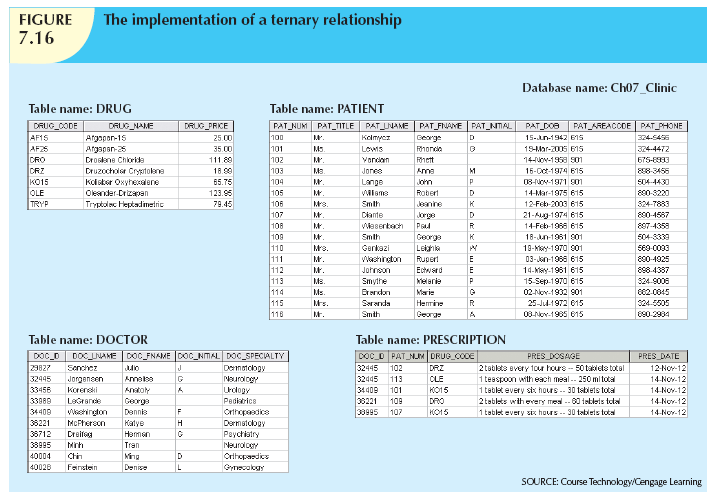 FIGURE 7.16
The implementation of a ternary relationship
Database name: Ch07_Clinic
Table name: DRUG
DRUG_CODE DRUG_NAME DRUG_PRICE
AF15 Afgapan-15 25.00
AF25 Afgapan-25 35.00
DRO Droalene Chloride 111.89
DRZ Druzocholar Cryptolene 18.99
KO15 Koliabar Oxyhexalene 65.75
OLE Oleander-Drizapan 123.95
TRYP Tryptolac Heptadimetric 79.45
Table name: PATIENT
PAT_NUM PAT_TITLE PAT_LNAME PAT_FNAME PAT_INITIAL PAT_DOB PAT_AREACODE PAT_PHONE
100 Mr. Kolmycz George D 15-Jun-1942 615 324-5456
101 Ms. Lewis Rhonda G 19-Mar-2005 615 324-4472
102 Mr. Vandam Rhett 14-Nov-1958 901 675-8993
103 Ms. Jones Anne M 16-Oct-1974 615 898-3456
104 Mr. Lange John P 08-Nov-1971 901 504-4430
105 Mr. Williams Robert D 14-Mar-1975 615 890-3220
106 Mrs. Smith Jeanine K 12-Feb-2003 615 324-7883
107 Mr. Diante Jorge D 21-Aug-1974 615 890-4567
108 Mr. Wiesenbach Paul R 14-Feb-1966 615 897-4358
109 Mr. Smith George K 18-Jun-1961 901 504-3339
110 Mrs. Genkazi Leighla W 19-May-1970 901 569-0093
111 Mr. Washington Rupert E 03-Jan-1966 615 890-4925
112 Mr. Johnson Edward E 14-May-1961 615 898-4387
113 Ms. Smythe Melanie P 15-Sep-1970 615 324-9006
114 Ms. Brandon Marie G 02-Nov-1932 901 882-0845
115 Mrs. Saranda Hermine R 25-Jul-1972 615 324-5505
116 Mr. Smith George A 08-Nov-1965 615 890-2984
Table name: DOCTOR
DOC_ID DOC_LNAME DOC_FNAME DOC_INITIAL DOC_SPECIALTY
29827 Sanchez Julio J Dermatology
32445 Jorgensen Annelise G Neurology
33456 Korenski Anatoly A Urology
33989 LeGrande George Pediatrics
34409 Washington Dennis F Orthopaedics
36221 McPherson Katye H Dermatology
36712 Dreifag Herman G Psychiatry
38995 Minh Tran Neurology
40004 Chin Ming D Orthopaedics
40028 Feinstein Denise L Gynecology
Table name: PRESCRIPTION
DOC_ID PAT_NUM DRUG_CODE PRES_DOSAGE PRES_DATE
32445 102 DRZ 2 tablets every four hours -- 50 tablets total 12-Nov-12
32445 113 OLE 1 teaspoon with each meal -- 250 ml total 14-Nov-12
34409 101 KO15 1 tablet every six hours -- 30 tablets total 14-Nov-12
36221 109 DRO 2 tablets with every meal -- 60 tablets total 14-Nov-12
38995 107 KO15 1 tablet every six hours -- 30 tablets total 14-Nov-12
SOURCE: Course Technology/Cengage Learning